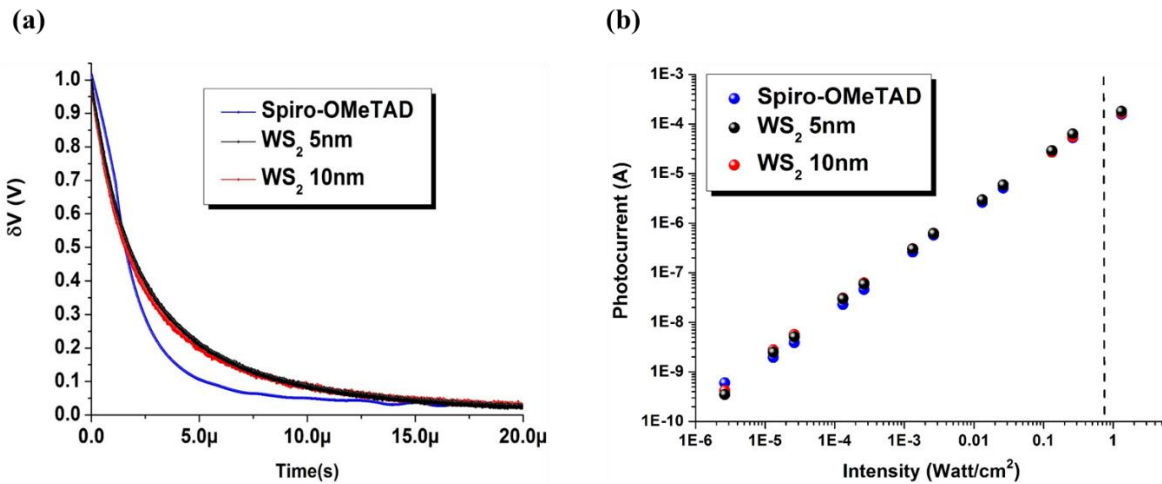 (a)
(b)
1.0
0.9
0.8
0.7
0.6
0.5
0.4
0.3
0.2
0.1
0.0
δV (V)
Spiro-OMeTAD
WS2 5nm
WS2 10nm
0.0 5.0μ 10.0μ 15.0μ 20.0μ
Time(s)
1E-3
1E-4
1E-5
1E-6
1E-7
1E-8
1E-9
1E-10
Photocurrent (A)
Spiro-OMeTAD
WS2 5nm
WS2 10nm
1E-6 1E-5 1E-4 1E-3 0.01 0.1 1
Intensity (Watt/cm2)